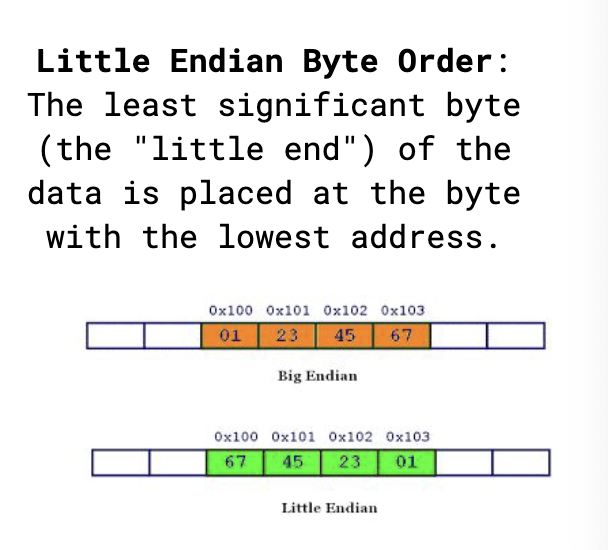 Little Endian Byte Order:
The least significant byte
(the "little end") of the
data is placed at the byte
with the lowest address.
0x100 0x101 0x102 0x103
01 23 45 67
Big Endian
0x100 0x101 0x102 0x103
67 45 23 01
Little Endian